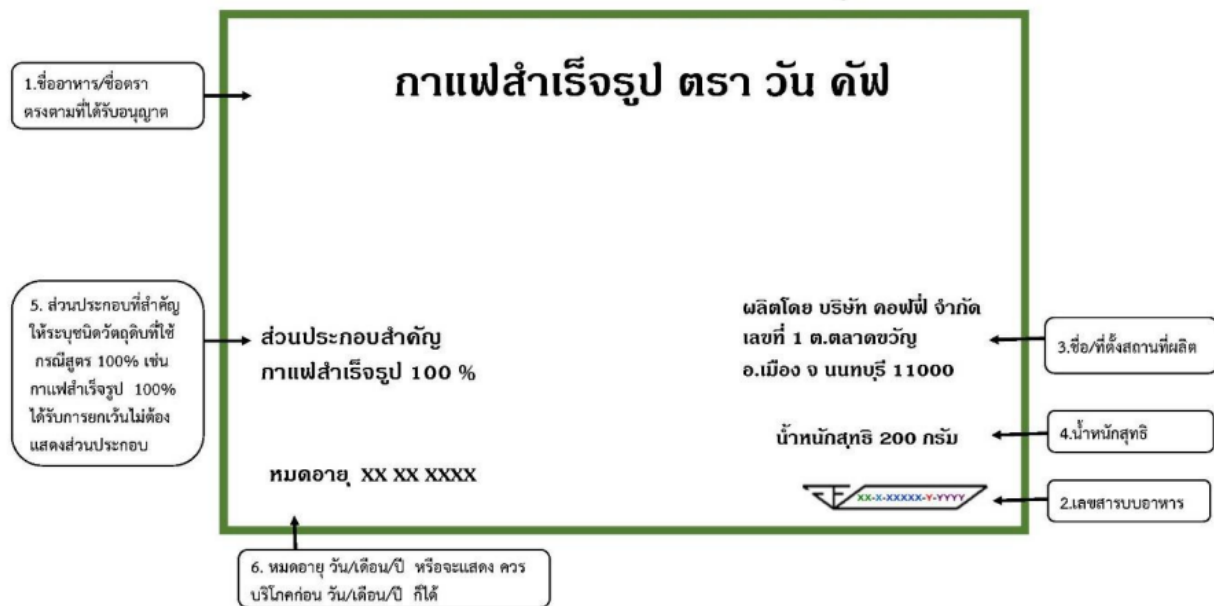 กาแฟสำเร็จรูป ตรา วัน คัฟ
1.ชื่ออาหาร/ชื่อตรา
ตรงตามที่ได้รับอนุญาต
5. ส่วนประกอบที่สำคัญ
ให้ระบุชนิดวัตถุดิบที่ใช้
กรณีสูตร 100% เช่น
กาแฟสำเร็จรูป 100%
ได้รับการยกเว้นไม่ต้อง
แสดงส่วนประกอบ
ส่วนประกอบสำคัญ
กาแฟสำเร็จรูป 100 %
ผลิตโดย บริษัท คอฟฟี่ จำกัด
เลขที่ 1 ต.ตลาดขวัญ
อ.เมือง จ นนทบุรี 11000
3.ชื่อ/ที่ตั้งสถานที่ผลิต
น้ำหนักสุทธิ 200 กรัม
4.น้ำหนักสุทธิ
หมดอายุ XX XX XXXX
XX-X-XXXXX-Y-YYYY
2.เลขสารบบอาหาร
6. หมดอายุ วัน/เดือน/ปี หรือจะแสดง ควร
บริโภคก่อน วัน/เดือน/ปี ก็ได้